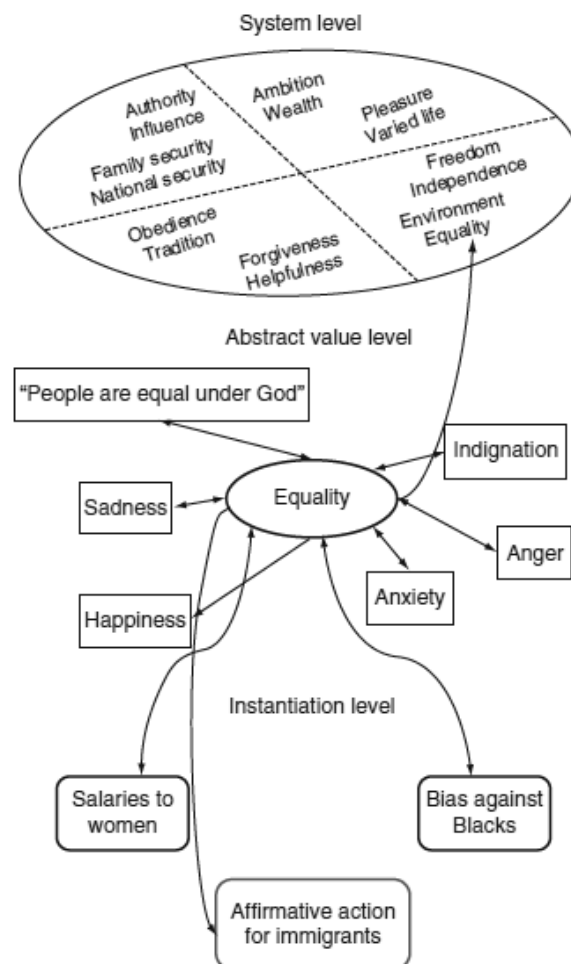 System level
Authority
Influence
Family security
National security
Ambition
Wealth
Pleasure
Varied life
Freedom
Independence
Environment
Equality
Obedience
Tradition
Forgiveness
Helpfulness
Abstract value level
“People are equal under God”
Indignation
Equality
Sadness
Anger
Anxiety
Happiness
Instantiation level
Salaries to
women
Bias against
Blacks
Affirmative action
for immigrants